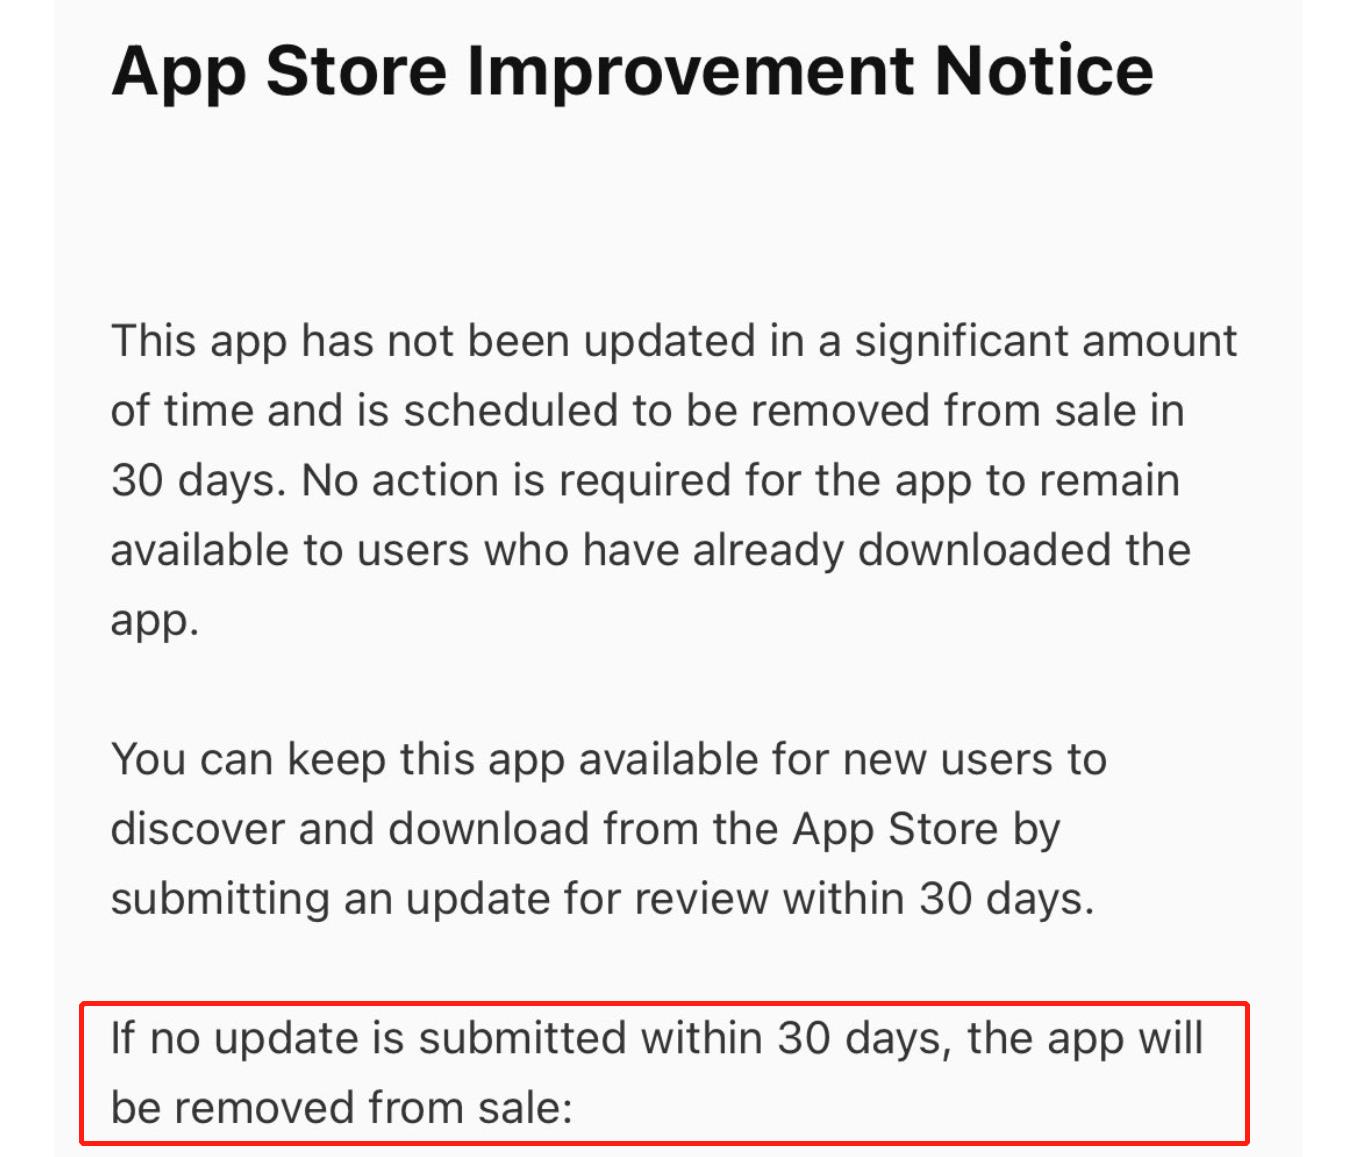 App Store Improvement Notice
This app has not been updated in a significant amount
of time and is scheduled to be removed from sale in
30 days. No action is required for the app to remain
available to users who have already downloaded the
app.
You can keep this app available for new users to
discover and download from the App Store by
submitting an update for review within 30 days.
If no update is submitted within 30 days, the app will
be removed from sale: